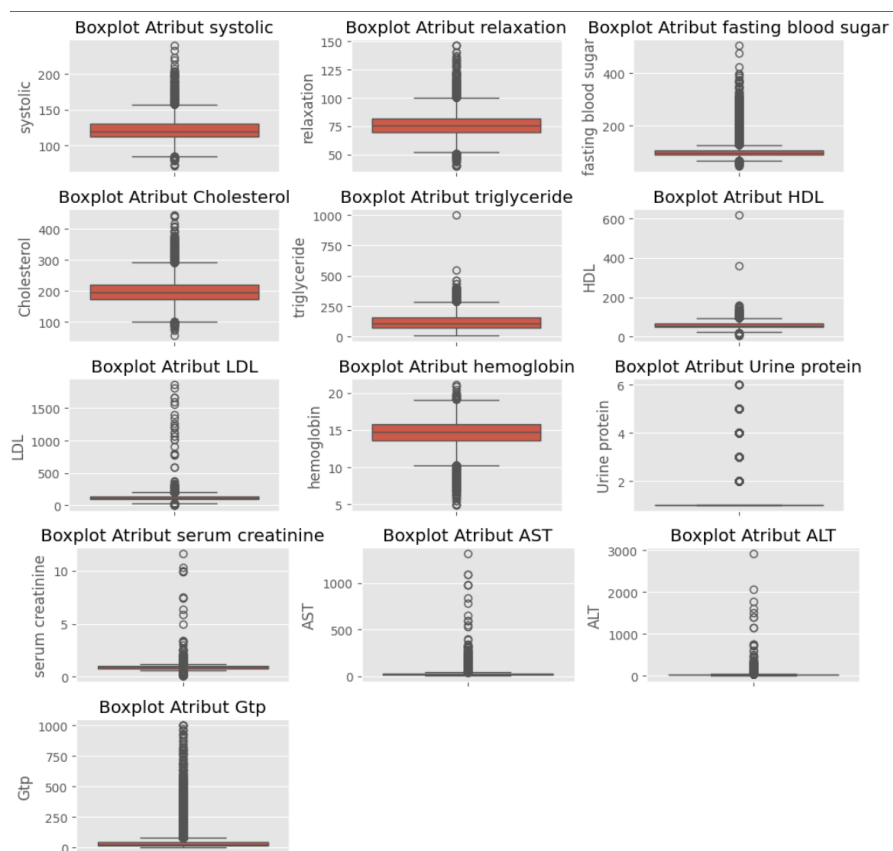 Boxplot Atribut systolic
systolic
200
150
100
Boxplot Atribut relaxation
relaxation
150
125
100
75
50
Boxplot Atribut fasting blood sugar
fasting blood sugar
400
200
Boxplot Atribut Cholesterol
Cholesterol
400
300
200
100
Boxplot Atribut triglyceride
triglyceride
1000
750
500
250
0
Boxplot Atribut HDL
HDL
600
400
200
0
Boxplot Atribut LDL
LDL
1500
1000
500
0
Boxplot Atribut hemoglobin
hemoglobin
20
15
10
5
Boxplot Atribut Urine protein
Urine protein
6
4
2
Boxplot Atribut serum creatinine
serum creatinine
10
5
0
Boxplot Atribut AST
AST
1000
500
0
Boxplot Atribut ALT
ALT
3000
2000
1000
0
Boxplot Atribut Gtp
Gtp
1000
750
500
250
0